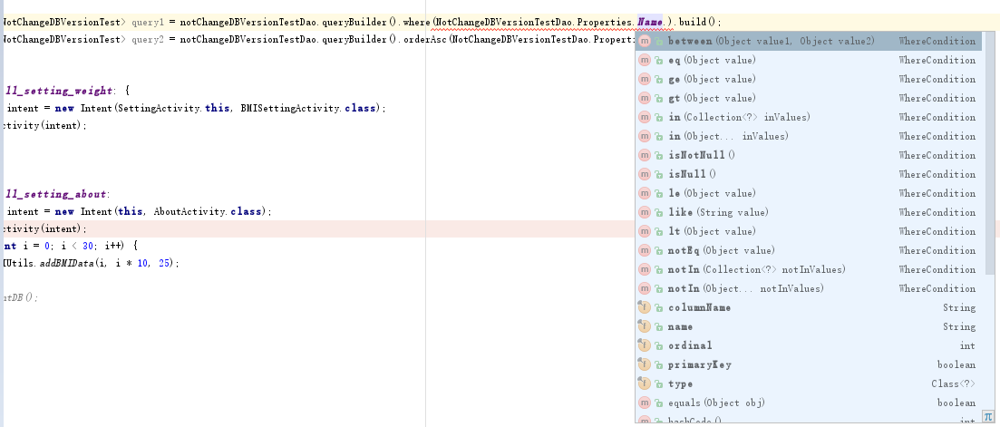 NotChangeDBVersionTest> query1 = notChangeDBVersionTestDao.queryBuilder().where(NotChangeDBVersionTestDao.Properties.Name.).build();
NotChangeDBVersionTest> query2 = notChangeDBVersionTestDao.queryBuilder().orderAsc(NotChangeDBVersionTestDao.Properti
between(Object value1, Object value2) WhereCondition
eq(Object value) WhereCondition
ge(Object value) WhereCondition
ll_setting_weight: {
gt(Object value) WhereCondition
intent = new Intent(SettingActivity.this, BMISettingActivity.class);
in(Collection<?> inValues) WhereCondition
ctivity(intent);
in(Object... inValues) WhereCondition
isNotNull() WhereCondition
isNull() WhereCondition
ll_setting_about:
le(Object value) WhereCondition
intent = new Intent(this, AboutActivity.class);
like(String value) WhereCondition
ctivity(intent);
lt(Object value) WhereCondition
nt i = 0; i < 30; i++) {
notEq(Object value) WhereCondition
IUtils.addBMIData(i, i * 10, 25);
notIn(Collection<?> notInValues) WhereCondition
notIn(Object... notInValues) WhereCondition
utDB();
columnName String
name String
ordinal int
primaryKey boolean
type Class<?>
equals(Object obj) boolean
hashCode() int
π